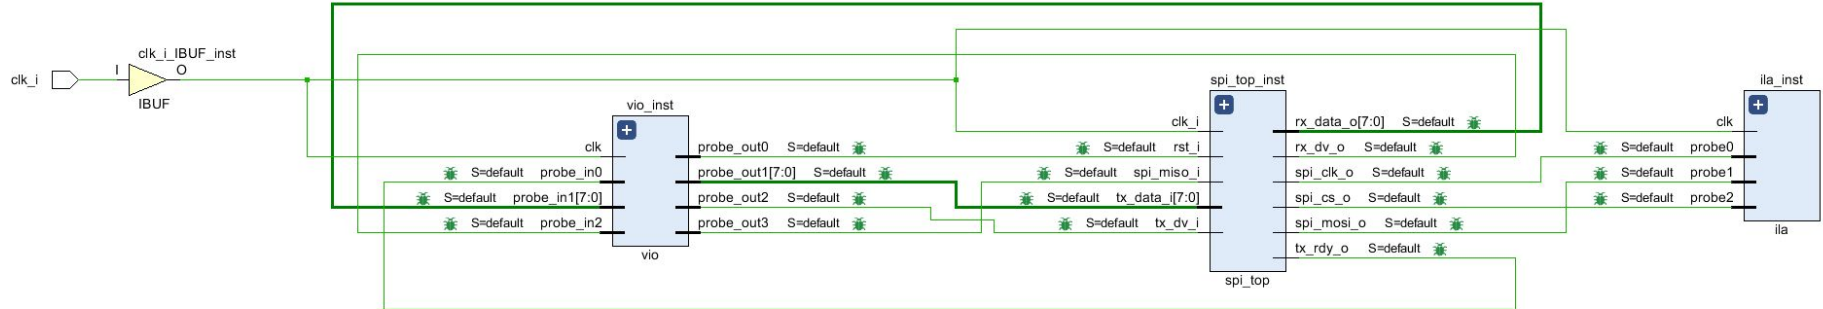 clk_i
clk_i_IBUF_inst
I
O
IBUF
vio_inst
clk
S=default probe_in0
S=default probe_in1[7:0]
S=default probe_in2
probe_out0 S=default
probe_out1[7:0] S=default
probe_out2 S=default
probe_out3 S=default
vio
spi_top_inst
clk_i
S=default rst_i
S=default spi_miso_i
S=default tx_data_i[7:0]
S=default tx_dv_i
rx_data_o[7:0] S=default
rx_dv_o S=default
spi_clk_o S=default
spi_cs_o S=default
spi_mosi_o S=default
tx_rdy_o S=default
spi_top
ila_inst
clk
S=default probe0
S=default probe1
S=default probe2
ila